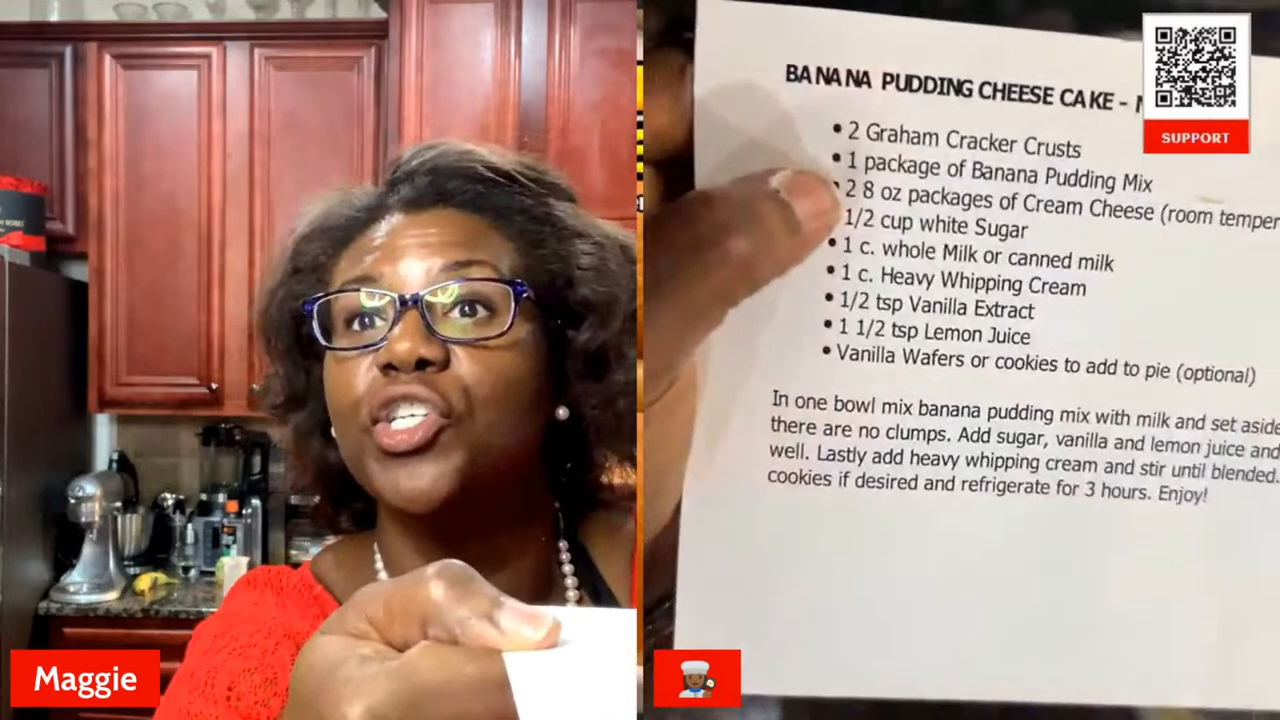 BANANA PUDDING CHEESE CAKE -
SUPPORT
• 2 Graham Cracker Crusts
• 1 package of Banana Pudding Mix
• 2 8 oz packages of Cream Cheese (room temper
1/2 cup white Sugar
• 1 c. whole Milk or canned milk
• 1 c. Heavy Whipping Cream
• 1/2 tsp Vanilla Extract
• 1 1/2 tsp Lemon Juice
• Vanilla Wafers or cookies to add to pie (optional)
In one bowl mix banana pudding mix with milk and set aside
there are no clumps. Add sugar, vanilla and lemon juice and
well. Lastly add heavy whipping cream and stir until blended.
cookies if desired and refrigerate for 3 hours. Enjoy!
Maggie